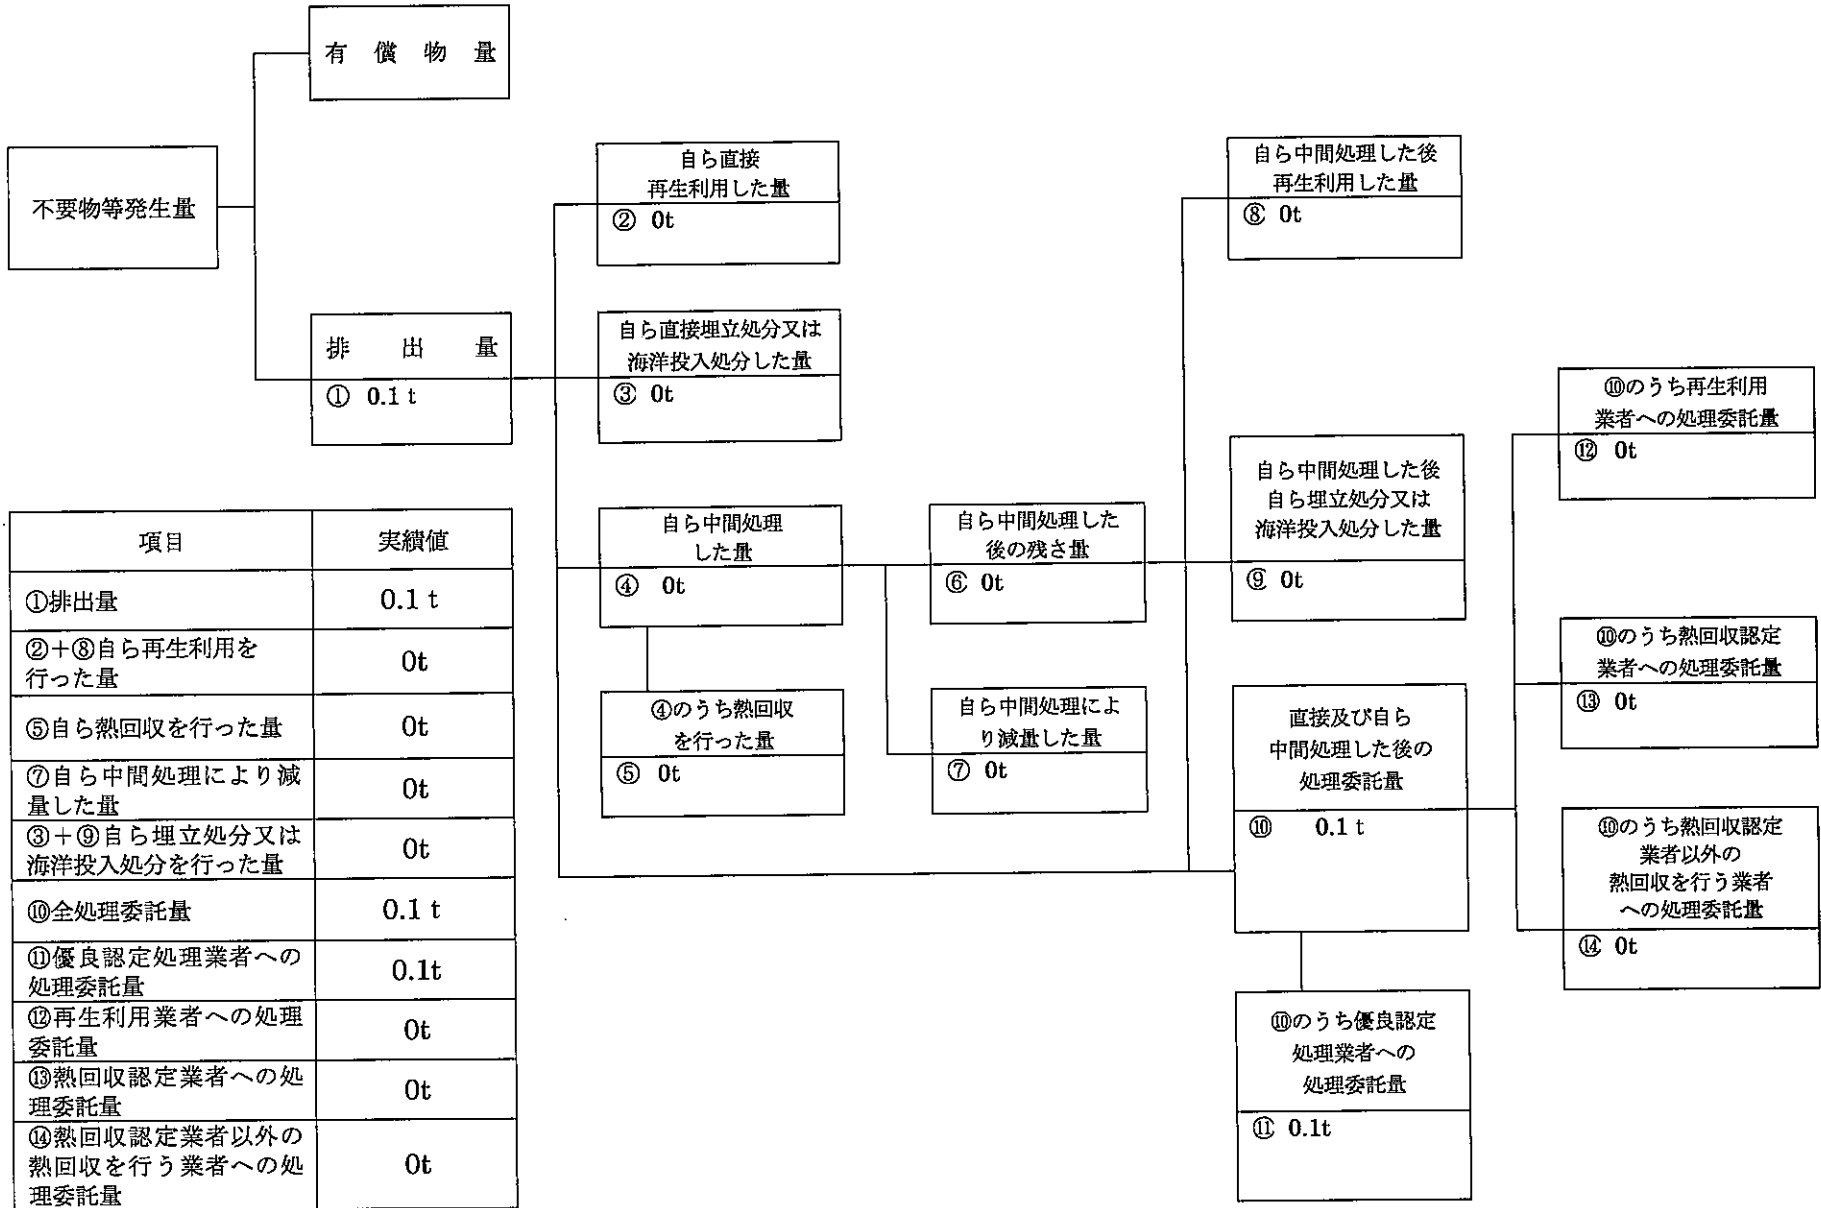 有償物量
不要物等発生量
排出量
① 0.1 t
自ら直接
再生利用した量
② 0t
自ら直接埋立処分又は
海洋投入処分した量
③ 0t
自ら中間処理
した量
④ 0t
④のうち熱回収
を行った量
⑤ 0t
自ら中間処理した
後の残さ量
⑥ 0t
自ら中間処理によ
り減量した量
⑦ 0t
自ら中間処理した後
再生利用した量
⑧ 0t
自ら中間処理した後
自ら埋立処分又は
海洋投入処分した量
⑨ 0t
直接及び自ら
中間処理した後の
処理委託量
⑩ 0.1 t
⑩のうち優良認定
処理業者への
処理委託量
⑪ 0.1t
⑩のうち再生利用
業者への処理委託量
⑫ 0t
⑩のうち熱回収認定
業者への処理委託量
⑬ 0t
⑩のうち熱回収認定
業者以外の
熱回収を行う業者
への処理委託量
⑭ 0t
項目 実績値
①排出量 0.1 t
②+⑧自ら再生利用を
行った量 0t
⑤自ら熱回収を行った量 0t
⑦自ら中間処理により減
量した量 0t
③+⑨自ら埋立処分又は
海洋投入処分を行った量 0t
⑩全処理委託量 0.1 t
⑪優良認定処理業者への
処理委託量 0.1t
⑫再生利用業者への処理
委託量 0t
⑬熱回収認定業者への処
理委託量 0t
⑭熱回収認定業者以外の
熱回収を行う業者への処
理委託量 0t